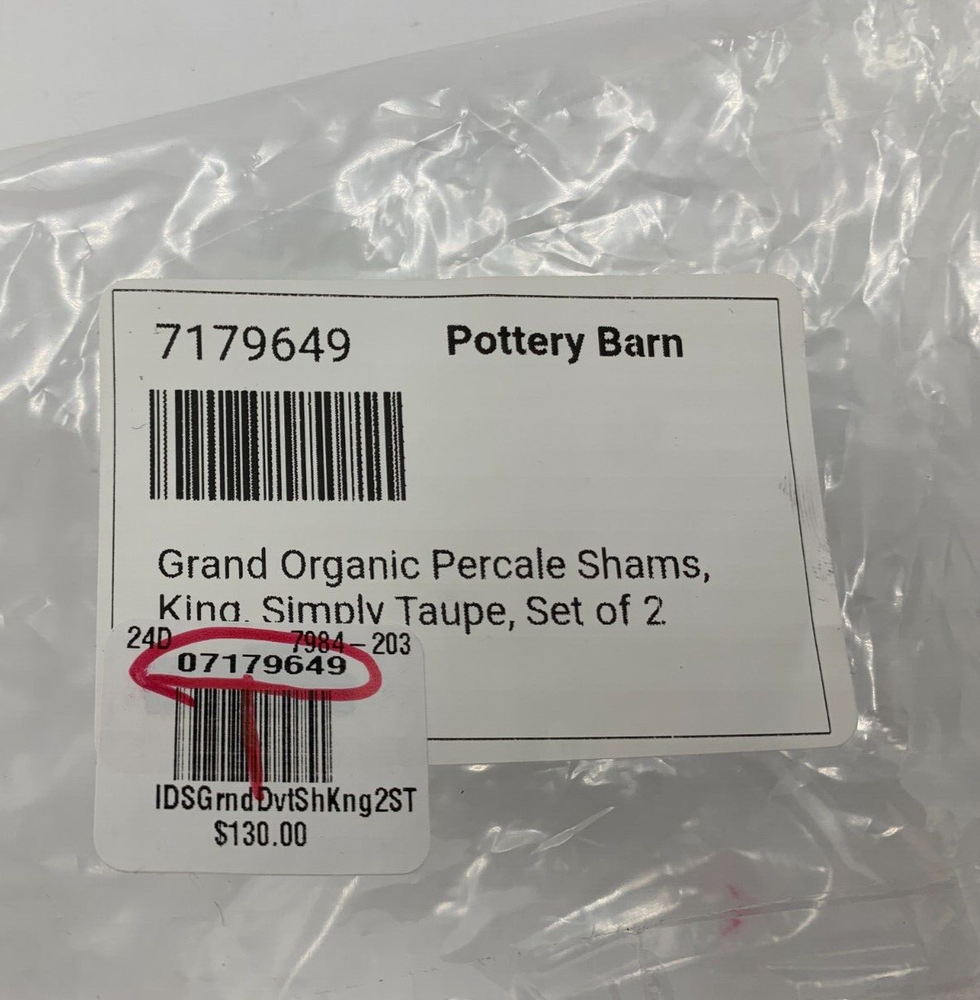 7179649 Pottery Barn
Grand Organic Percale Shams,
King, Simply Taupe, Set of 2
24D 7984-203
07179649
IDSGrndDvtShKng2ST
$130.00